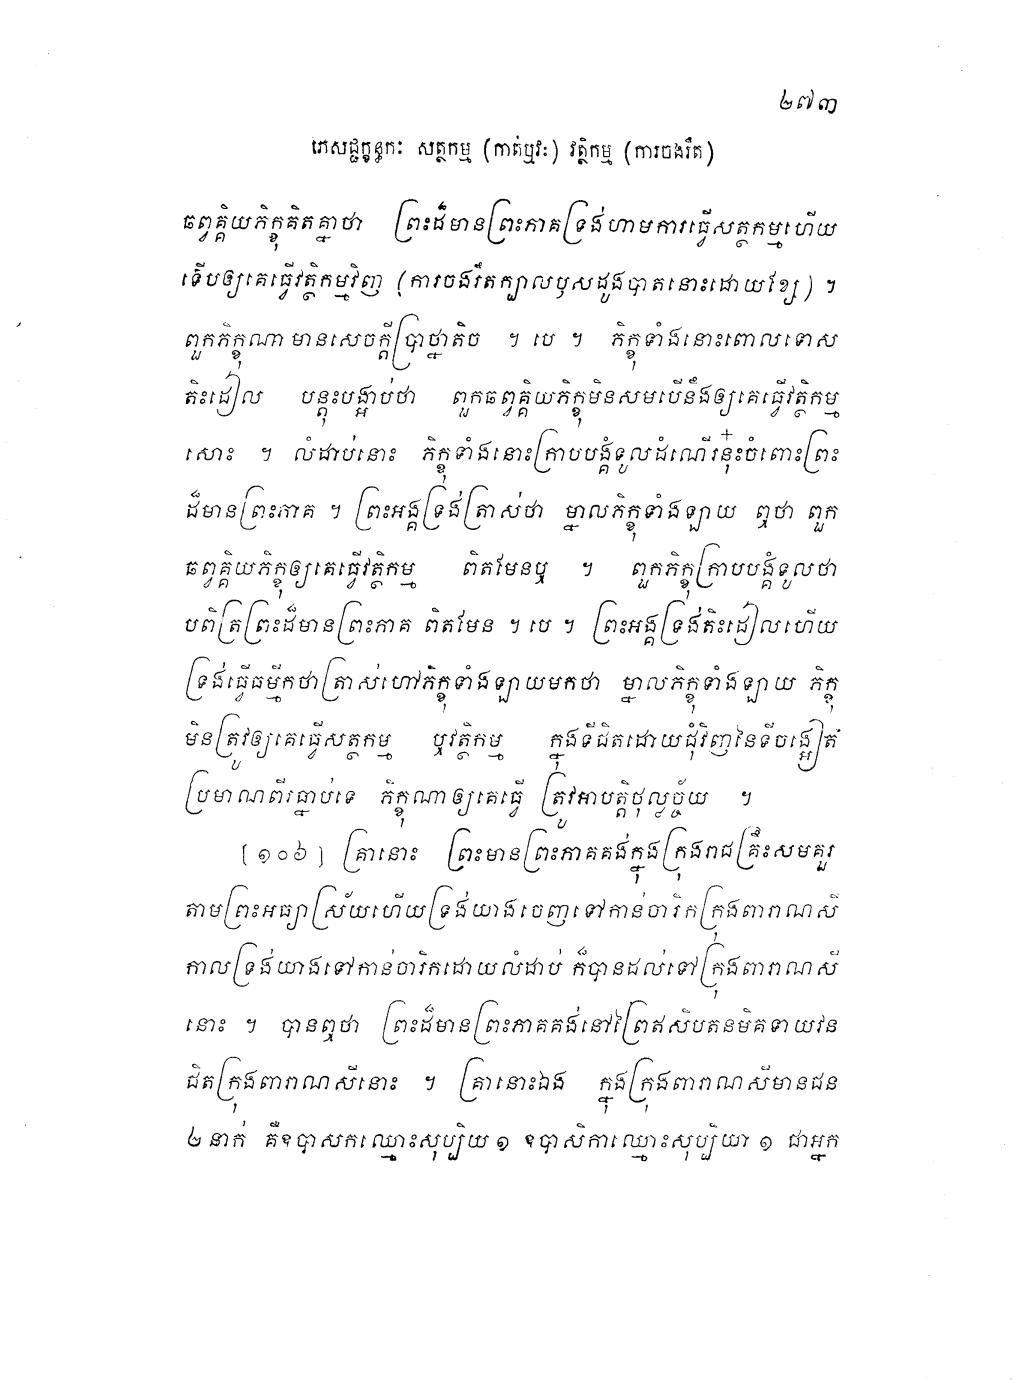 ២៧៣
ភេសដ្ជក្ខន្ធកៈ សត្ថកម្ម (កាត់ឬវះ) វត្ថិកម្ម (ការចងរឹត)
ឆព្វគ្គិយភិក្ខុគិតគ្នាថា ព្រះដ៏មានព្រះភាគទ្រង់ហាមការធ្វើសត្ថកម្មហើយ
ទើបឲ្យគេធ្វើវត្ថិកម្មវិញ (ការចងរឹតក្បាលឫសដូងបាតនោះដោយខ្សែ) ។
ពួកភិក្ខុណាមានសេចក្តីប្រាថ្នាតិច ។ បេ ។ ភិក្ខុទាំងនោះពោលទោស
តិះដៀល បន្តុះបង្អាប់ថា ពួកឆព្វគ្គិយភិក្ខុមិនសមបើនឹងឲ្យគេធ្វើវត្ថិកម្ម
សោះ ។ លំដាប់នោះ ភិក្ខុទាំងនោះក្រាបបង្គំទូលដំណើរនុ៎ះចំពោះព្រះ
ដ៏មានព្រះភាគ ។ ព្រះអង្គទ្រង់ត្រាស់ថា ម្នាលភិក្ខុទាំងឡាយ ឮថា ពួក
ឆព្វគ្គិយភិក្ខុឲ្យគេធ្វើវត្ថិកម្ម ពិតមែនឬ ។ ពួកភិក្ខុក្រាបបង្គំទូលថា
បពិត្រព្រះដ៏មានព្រះភាគ ពិតមែន ។ បេ ។ ព្រះអង្គទ្រង់តិះដៀលហើយ
ទ្រង់ធ្វើធម្មីកថាត្រាស់ហៅភិក្ខុទាំងឡាយមកថា ម្នាលភិក្ខុទាំងឡាយ ភិក្ខុ
មិនត្រូវឲ្យគេធ្វើសត្ថកម្ម ឬវត្ថិកម្ម ក្នុងទីជិតដោយជុំវិញនៃទីចង្អៀត
ប្រមាណពីរធ្នាប់ទេ ភិក្ខុណាឲ្យគេធ្វើ ត្រូវអាបត្តិថុល្លច្ច័យ ។
[១០៦] គ្រានោះ ព្រះមានព្រះភាគគង់ក្នុងក្រុងរាជគ្រឹះសមគួរ
តាមព្រះអធ្យាស្រ័យហើយទ្រង់យាងចេញទៅកាន់ចារិកក្រុងពារាណសី
កាលទ្រង់យាងទៅកាន់ចារិកដោយលំដាប់ ក៏បានដល់ទៅក្រុងពារាណសី
នោះ ។ បានឮថា ព្រះដ៏មានព្រះភាគគង់នៅព្រៃឥសិបតនមិគទាយវន
ជិតក្រុងពារាណសីនោះ ។ គ្រានោះឯង ក្នុងក្រុងពារាណសីមានជន
២ នាក់ គឺឧបាសកឈ្មោះសុប្បិយ ១ ឧបាសិកាឈ្មោះសុប្បិយា ១ ជាអ្នក